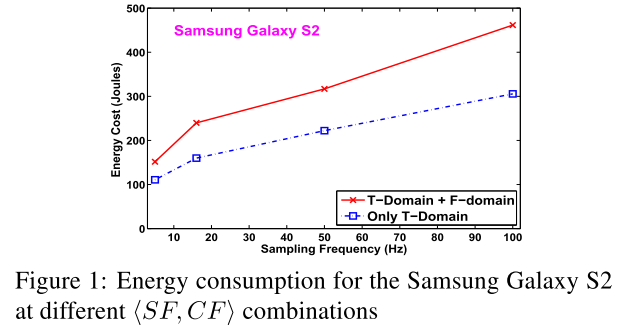 500
400
300
200
100
0
Energy Cost (Joules)
Samsung Galaxy S2
T-Domain + F-domain
Only T-Domain
10 20 30 40 50 60 70 80 90 100
Sampling Frequency (Hz)
Figure 1: Energy consumption for the Samsung Galaxy S2
at different ⟨SF, CF⟩ combinations